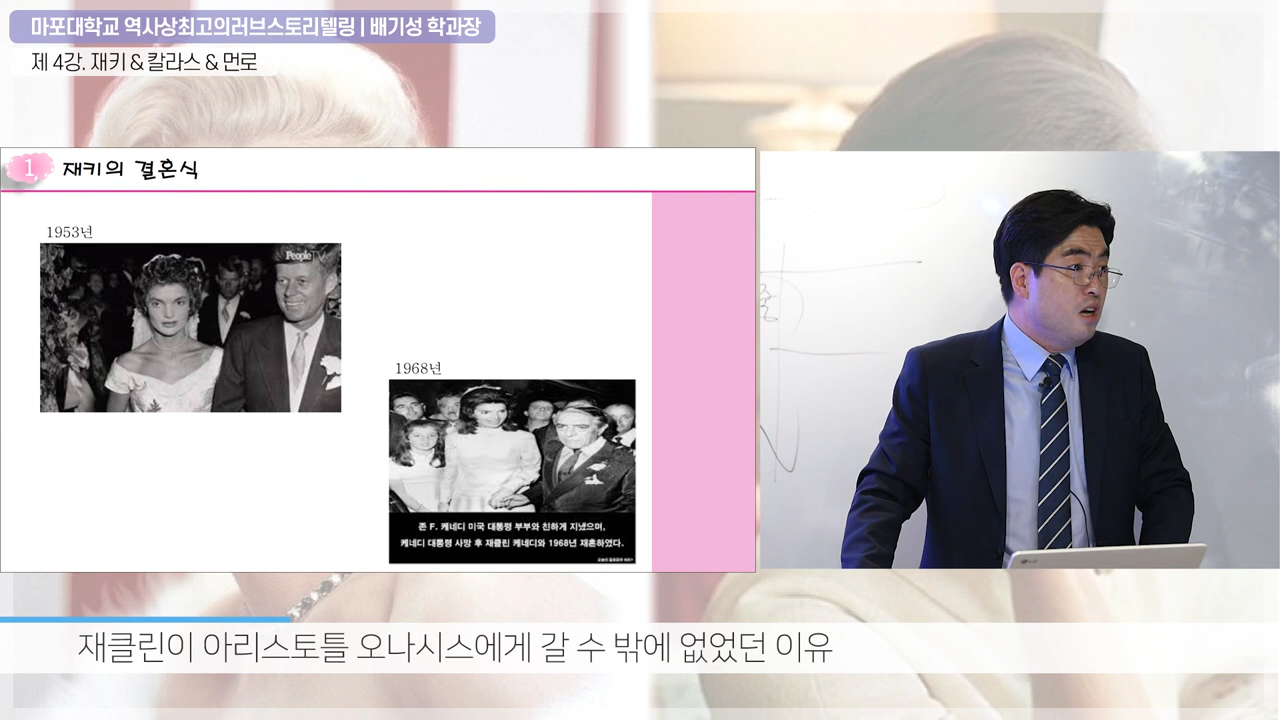 마포대학교 역사상최고의러브스토리텔링 | 배기성 학과장
제 4강. 재키 & 칼라스 & 먼로
1 재키의 결혼식
1953년
People TV
1968년
존 F. 케네디 미국 대통령 부부와 친하게 지냈으며,
케네디 대통령 사망 후 재클린 케네디와 1968년 재혼하였다.
재클린이 아리스토틀 오나시스에게 갈 수 밖에 없었던 이유